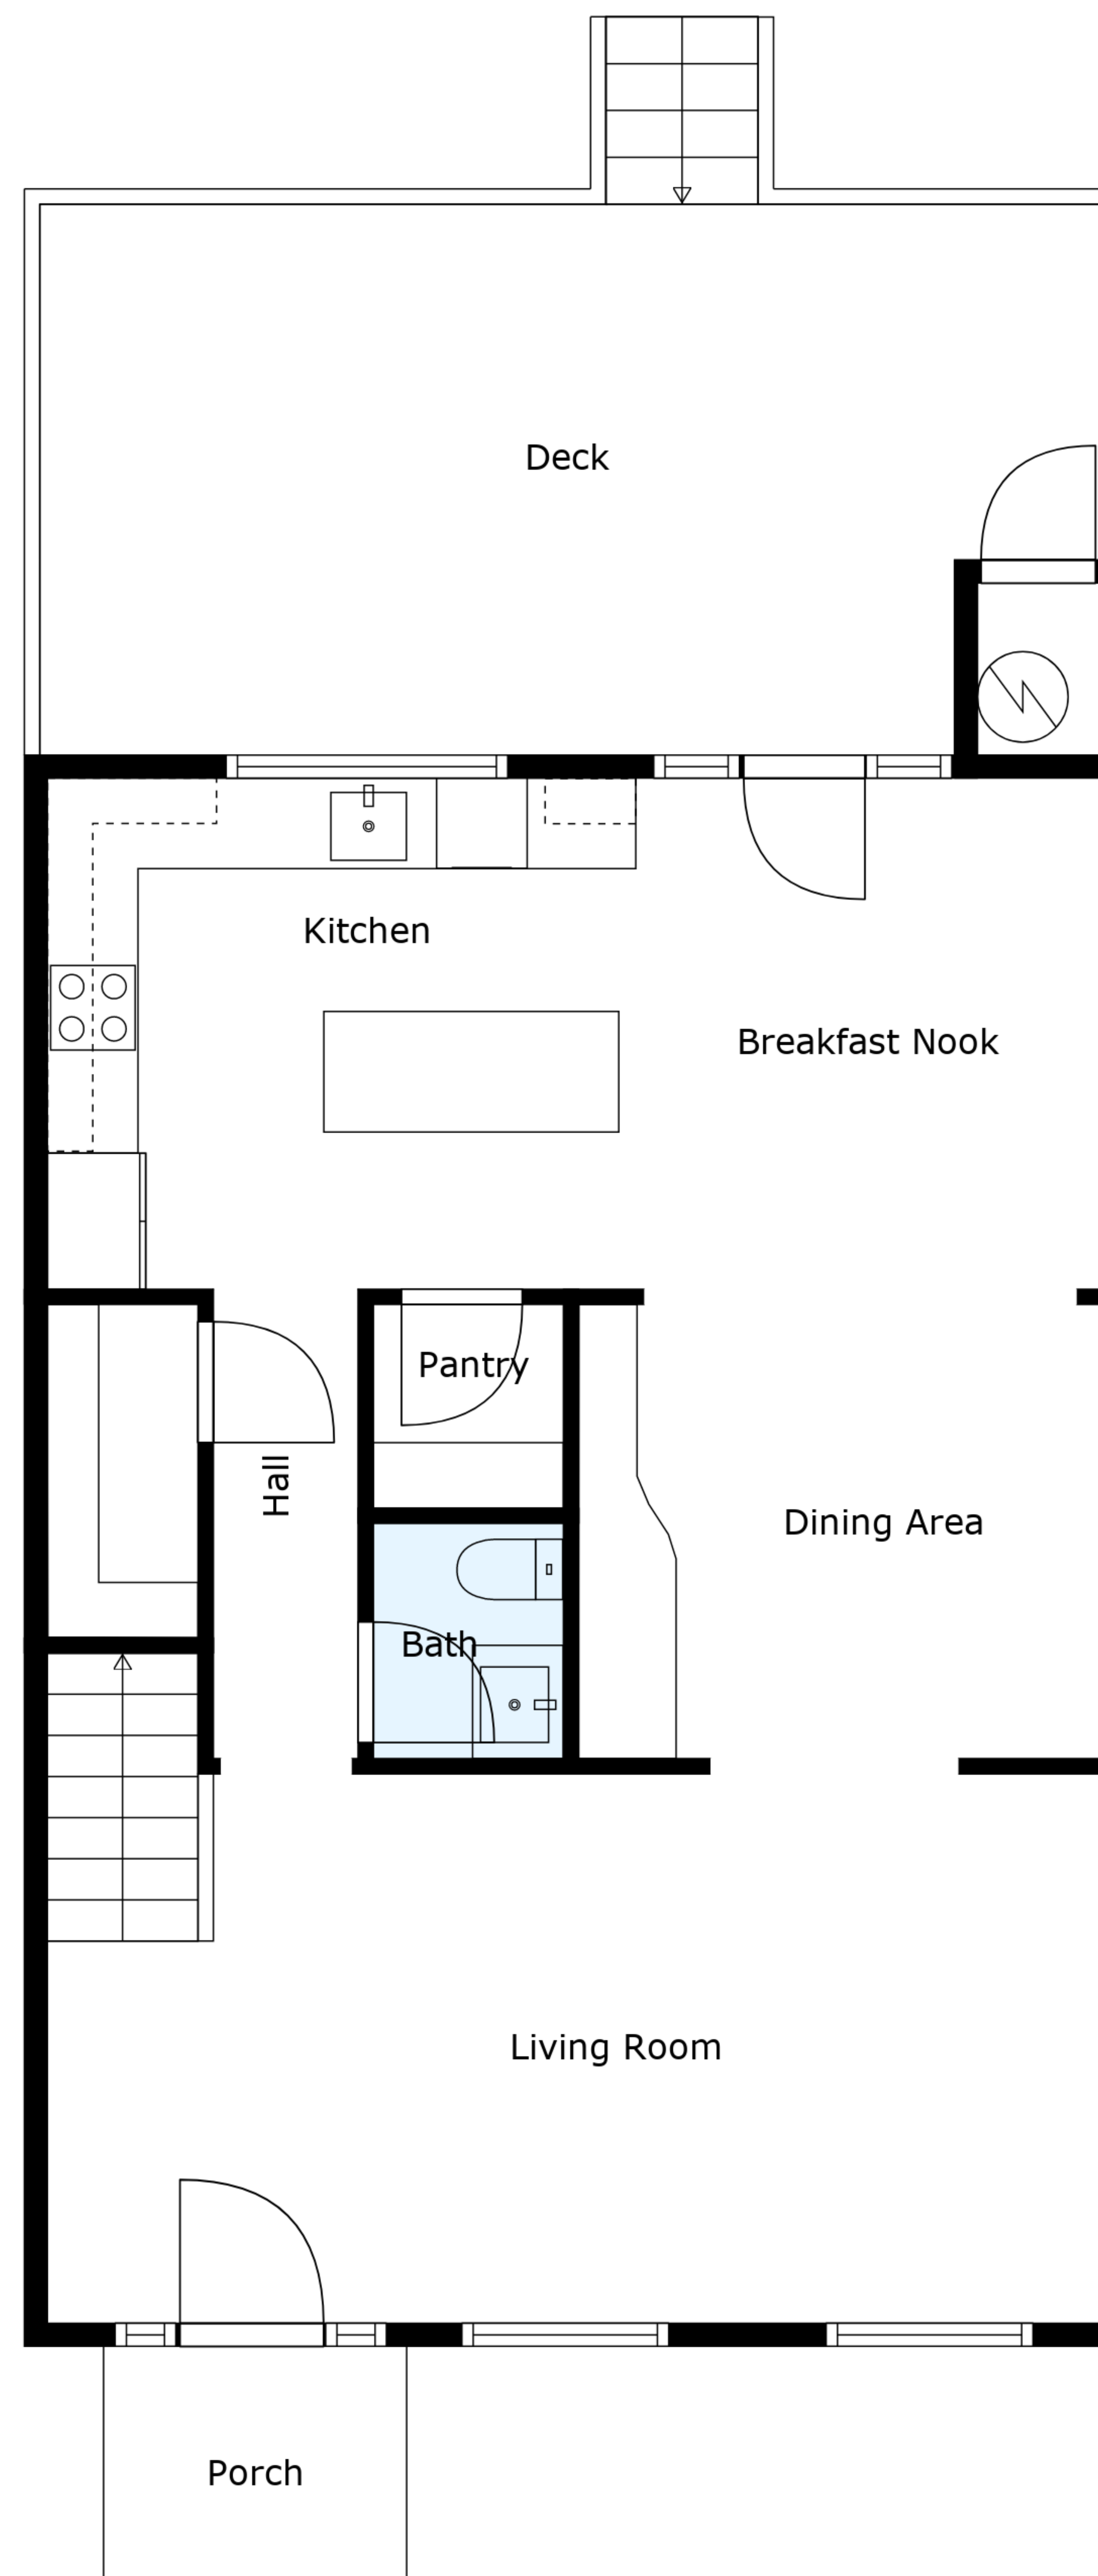 Deck
Kitchen
Breakfast Nook
Pantry
Hall
Dining Area
Bath
Living Room
Porch